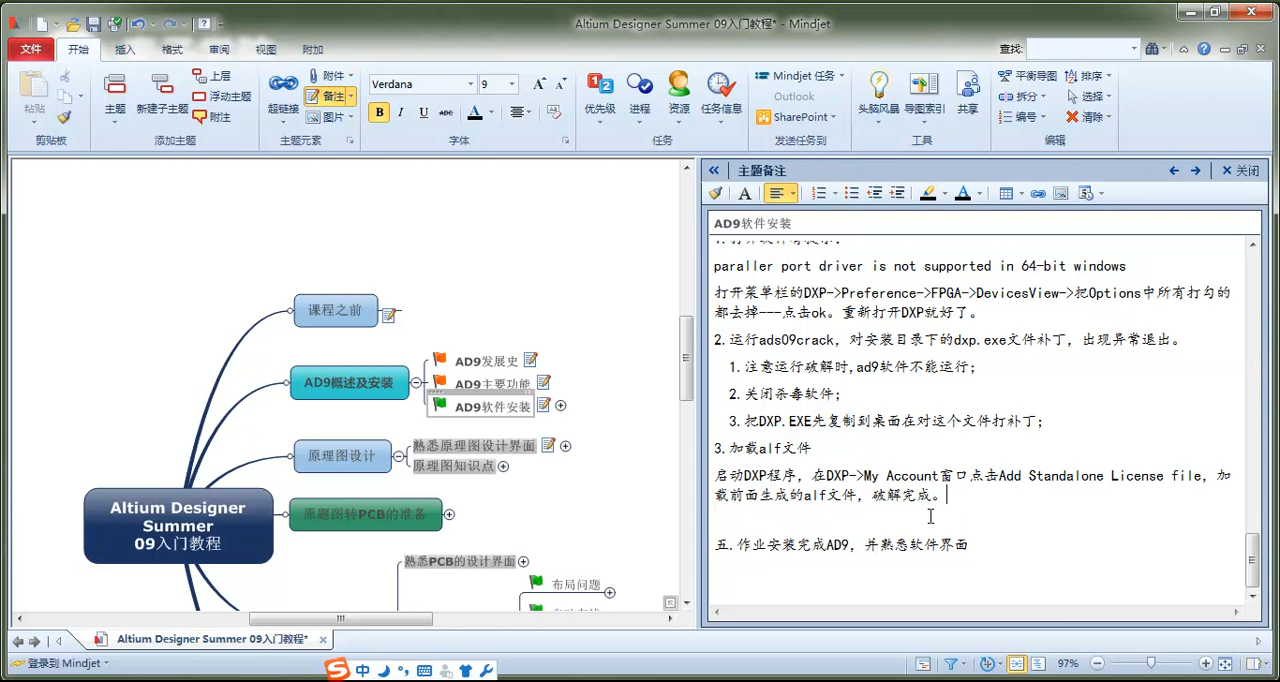 Altium Designer Summer 09入门教程* - Mindjet
文件 开始 插入 格式 审阅 视图 附加 查找:
粘贴
剪贴板
主题
新建子主题
上层
浮动主题
附注
添加主题
超链接
附件
备注
图片
主题元素
Verdana 9
B I U abc A
字体
优先级
进程
资源
任务信息
任务
Mindjet 任务
Outlook
SharePoint
发送任务到
头脑风暴
导图索引
共享
工具
平衡导图
排序
拆分
选择
编号
清除
编辑
课程之前
AD9概述及安装
AD9发展史
AD9主要功能
AD9软件安装
原理图设计
熟悉原理图设计界面
原理图知识点
Altium Designer
Summer
09入门教程
原题图转PCB的准备
熟悉PCB的设计界面
布局问题
主题备注
关闭
AD9软件安装
paraller port driver is not supported in 64-bit windows
打开菜单栏的DXP->Preference->FPGA->DevicesView->把Options中所有打勾的
都去掉---点击ok。重新打开DXP就好了。
2.运行ads09crack，对安装目录下的dxp.exe文件补丁，出现异常退出。
1.注意运行破解时,ad9软件不能运行;
2.关闭杀毒软件;
3.把DXP.EXE先复制到桌面在对这个文件打补丁;
3.加载alf文件
启动DXP程序，在DXP->My Account窗口点击Add Standalone License file，加
载前面生成的alf文件，破解完成。
五.作业安装完成AD9，并熟悉软件界面
Altium Designer Summer 09入门教程*
登录到 Mindjet
中
97%